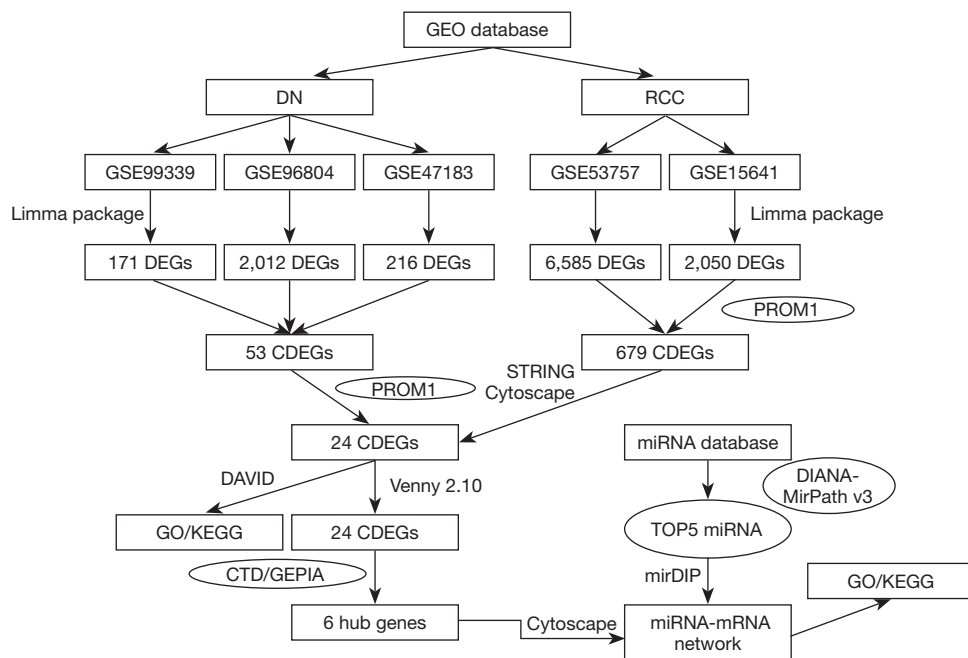 GEO database
DN
RCC
GSE99339
GSE96804
GSE47183
GSE53757
GSE15641
Limma package
Limma package
171 DEGs
2,012 DEGs
216 DEGs
6,585 DEGs
2,050 DEGs
PROM1
53 CDEGs
679 CDEGs
PROM1
STRING
Cytoscape
24 CDEGs
miRNA database
DAVID
Venny 2.10
DIANA-
MirPath v3
GO/KEGG
24 CDEGs
TOP5 miRNA
CTD/GEPIA
mirDIP
GO/KEGG
6 hub genes
Cytoscape
miRNA-mRNA
network